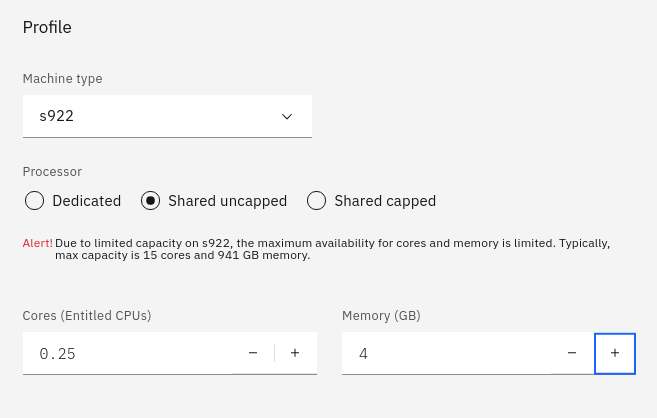 Profile
Machine type
s922
Processor
Dedicated Shared uncapped Shared capped
Alert! Due to limited capacity on s922, the maximum availability for cores and memory is limited. Typically,
max capacity is 15 cores and 941 GB memory.
Cores (Entitled CPUs) Memory (GB)
0.25 − + 4 − +